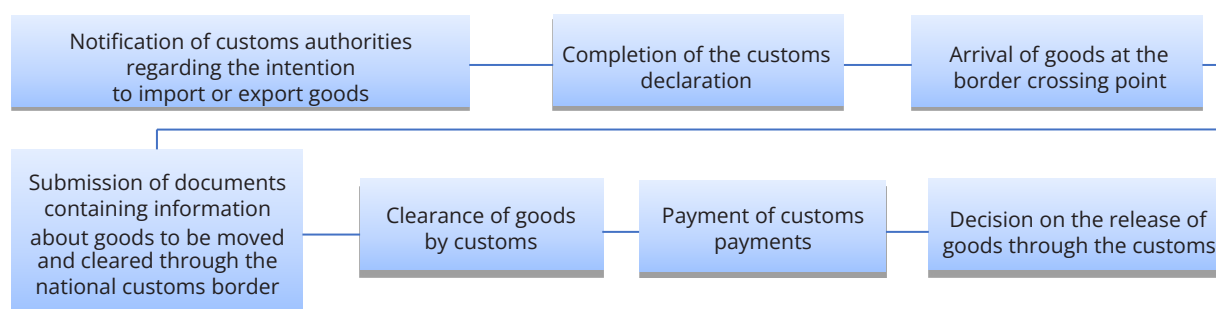 Notification of customs authorities
regarding the intention
to import or export goods
Completion of the customs
declaration
Arrival of goods at the
border crossing point
Submission of documents
containing information
about goods to be moved
and cleared through the
national customs border
Clearance of goods
by customs
Payment of customs
payments
Decision on the release of
goods through the customs